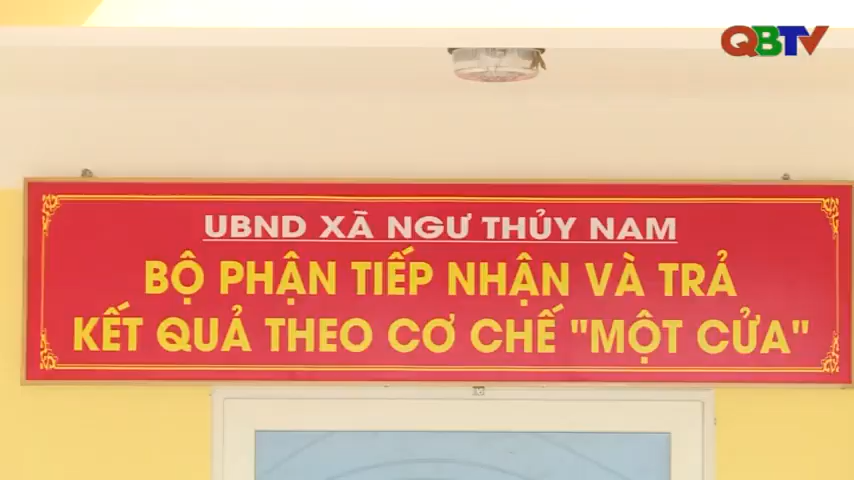 QBTV
UBND XÃ NGƯ THỦY NAM
BỘ PHẬN TIẾP NHẬN VÀ TRẢ
KẾT QUẢ THEO CƠ CHẾ "MỘT CỬA"